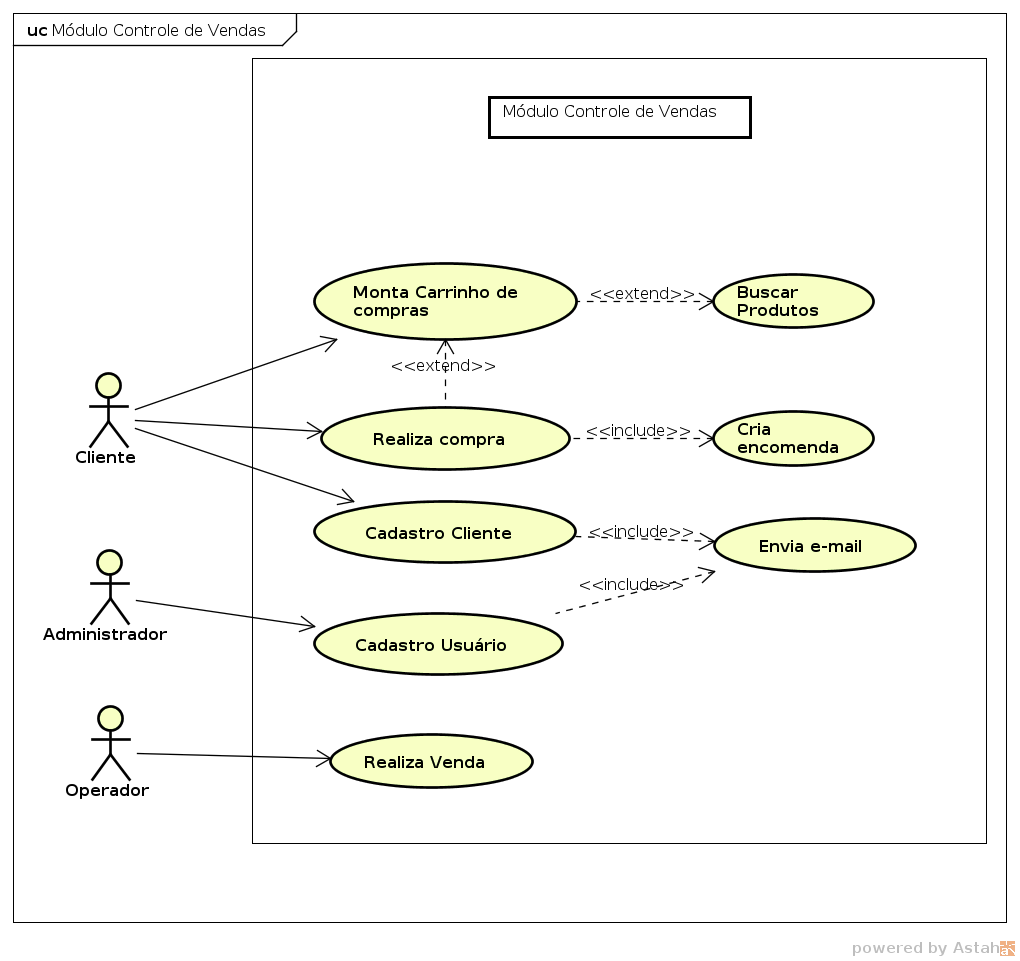 uc Módulo Controle de Vendas
Módulo Controle de Vendas
Monta Carrinho de
compras
<<extend>>
Buscar
Produtos
<<extend>>
Cliente
Realiza compra
<<include>>
Cria
encomenda
Cadastro Cliente
<<include>>
Envia e-mail
<<include>>
Administrador
Cadastro Usuário
Operador
Realiza Venda
powered by Astah